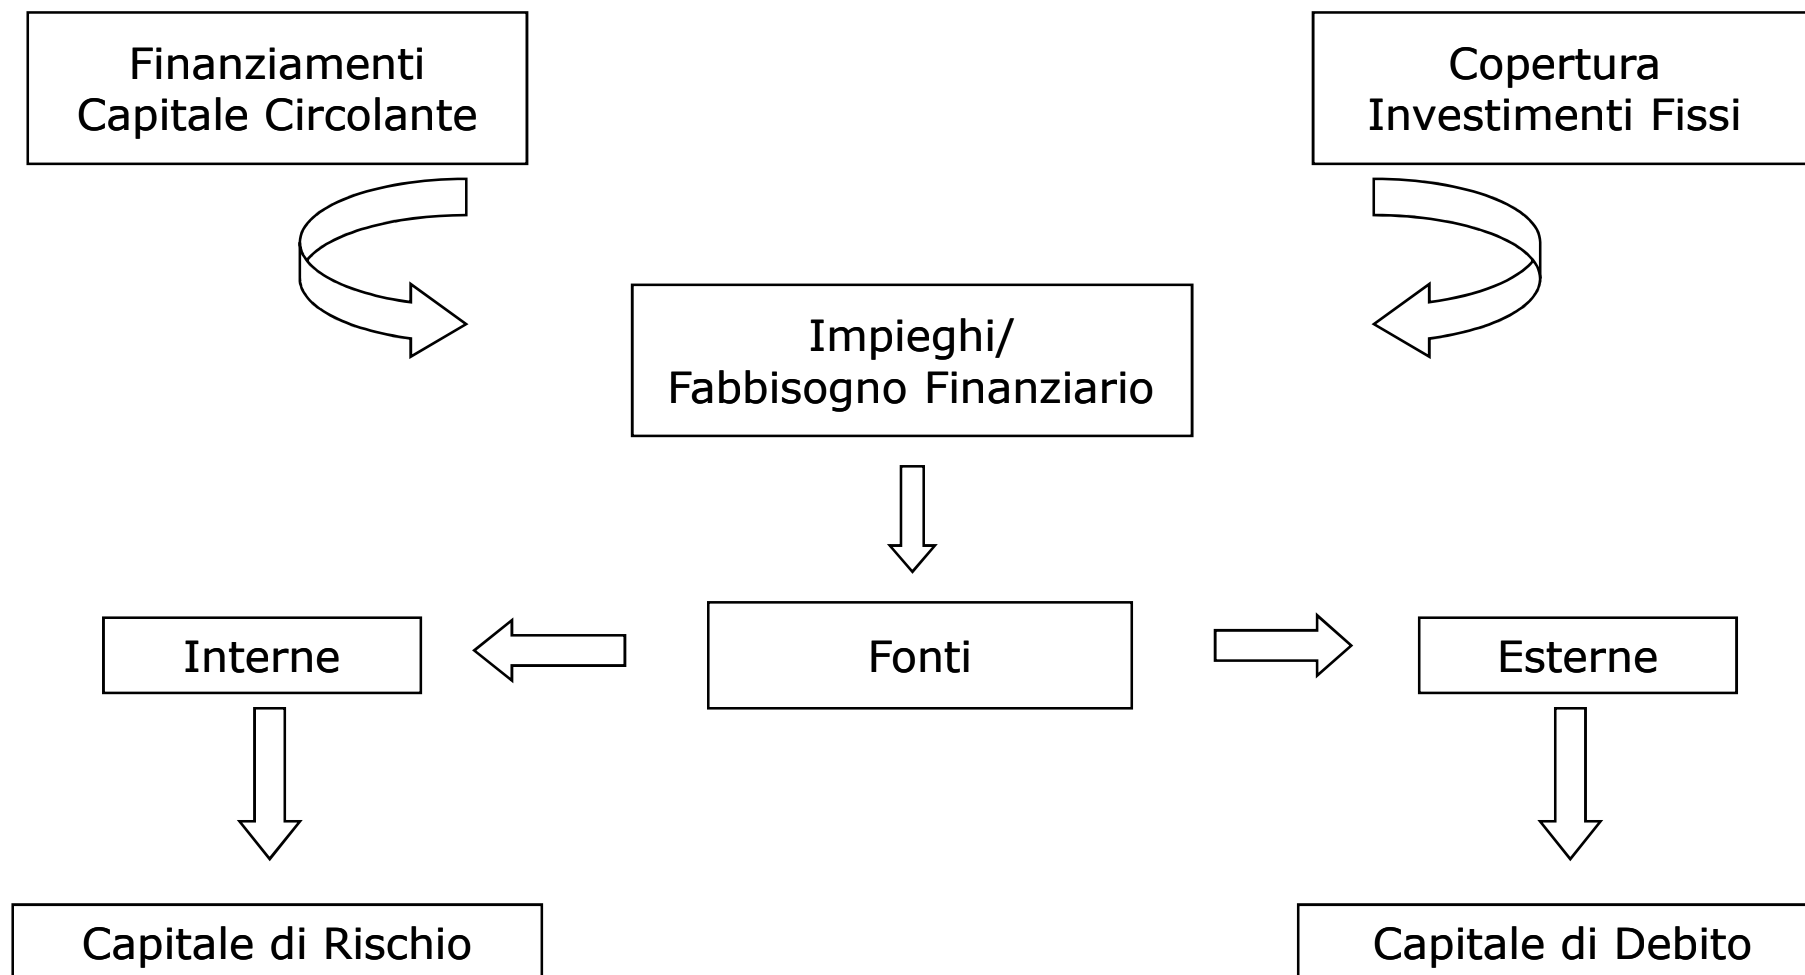 Finanziamenti
Capitale Circolante
Copertura
Investimenti Fissi
Impieghi/
Fabbisogno Finanziario
Interne
Fonti
Esterne
Capitale di Rischio
Capitale di Debito